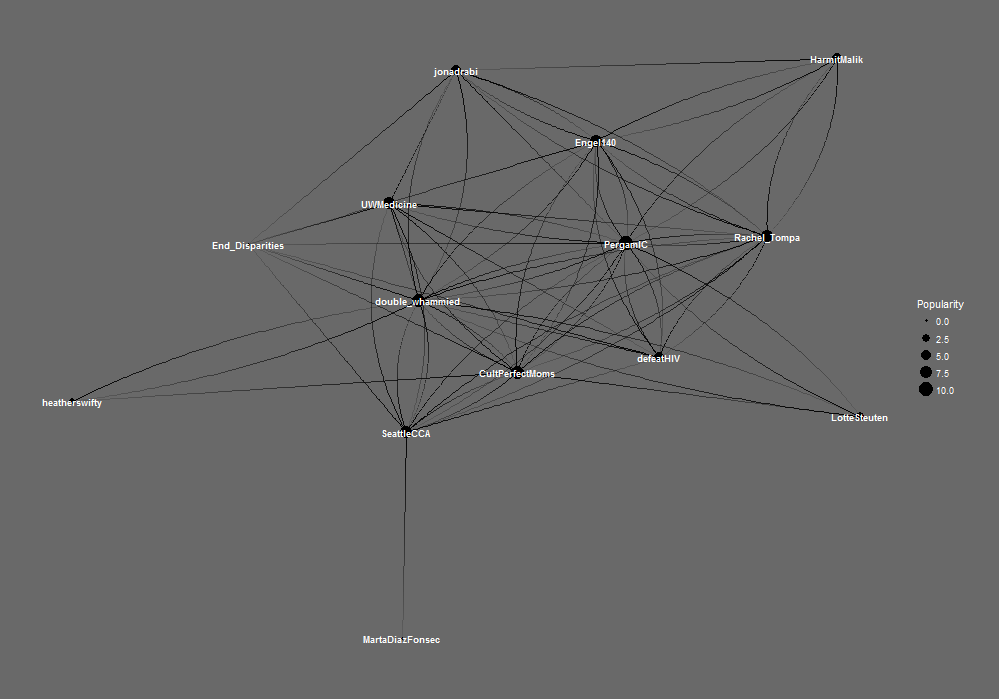 HarmitMalik
jonadrabi
Engel140
UWMedicine
Rachel_Tompa
End_Disparities
PergamIC
double_whammied
Popularity
0.0
2.5
5.0
7.5
10.0
defeatHIV
CultPerfectMoms
heatherswifty
LotteSteuten
SeattleCCA
MartaDiazFonsec